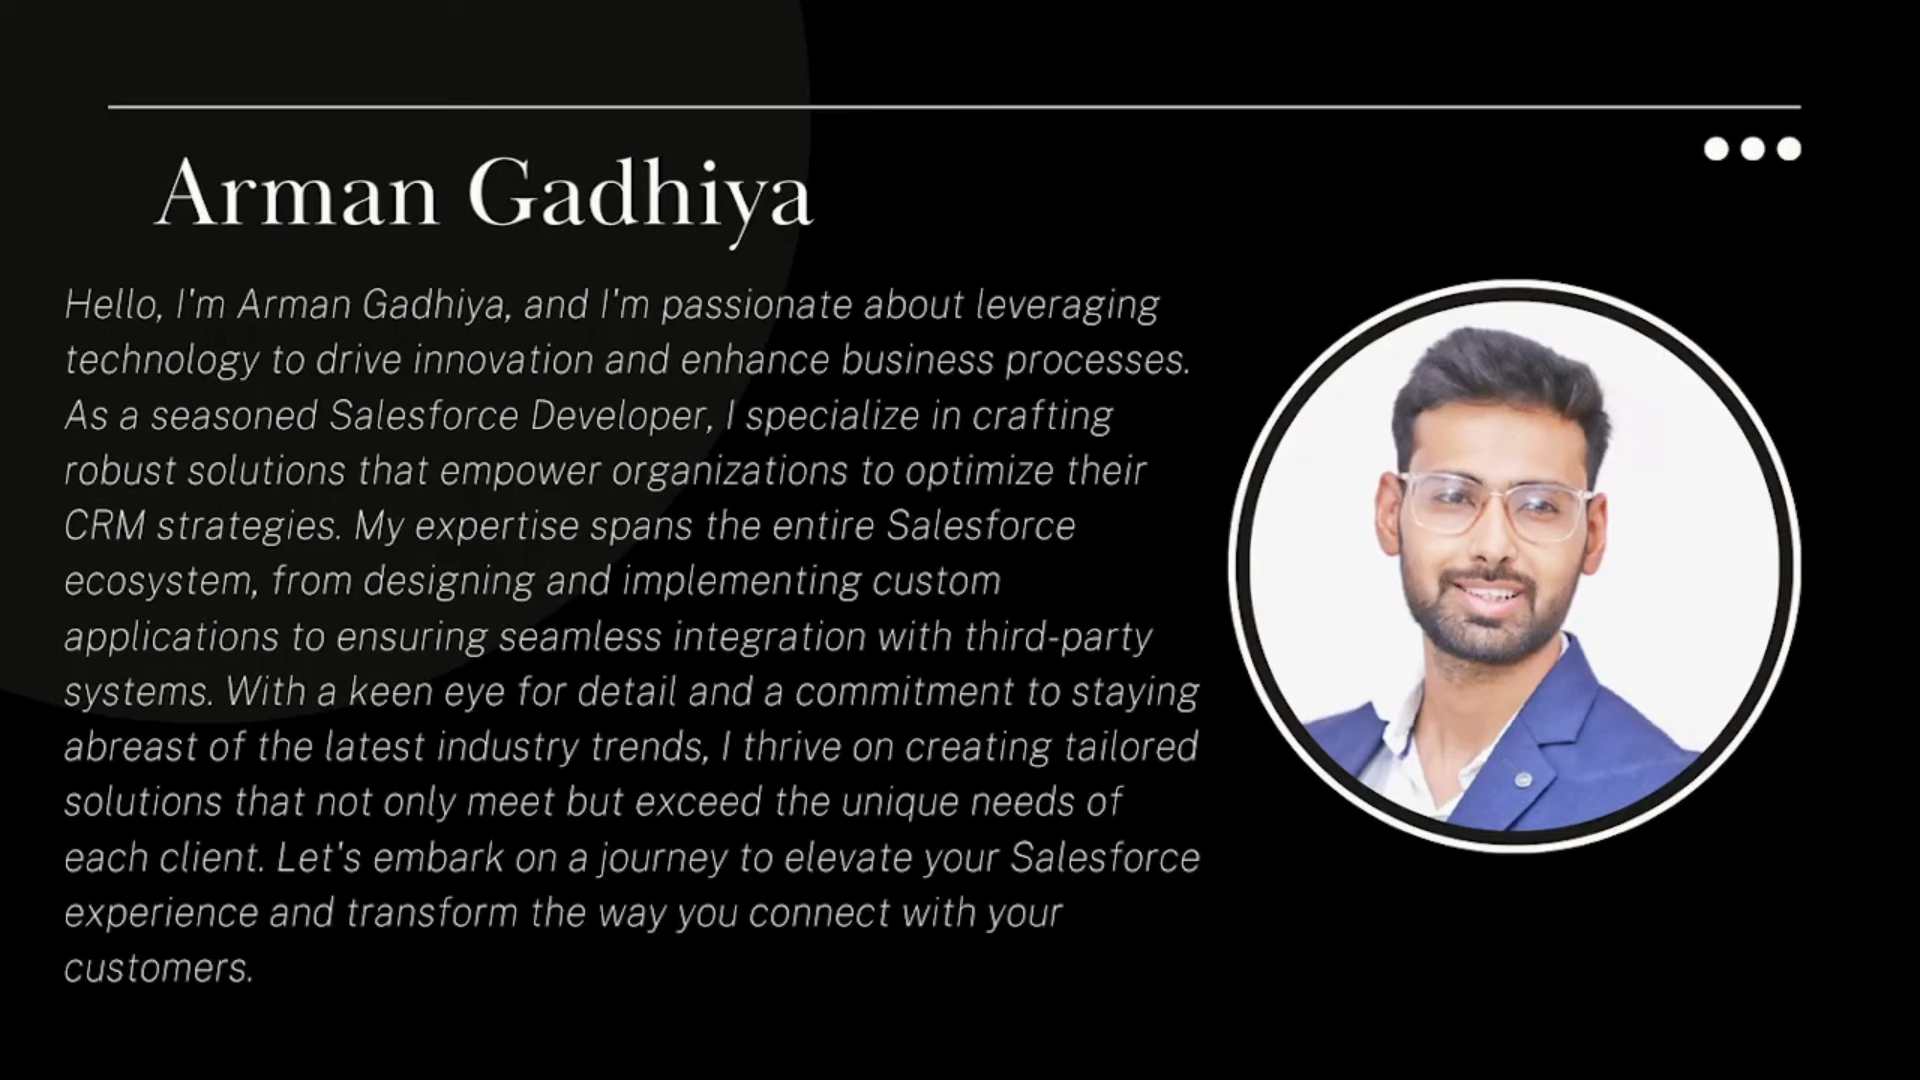 Arman Gadhiya
Hello, I'm Arman Gadhiya, and I'm passionate about leveraging
technology to drive innovation and enhance business processes.
As a seasoned Salesforce Developer, I specialize in crafting
robust solutions that empower organizations to optimize their
CRM strategies. My expertise spans the entire Salesforce
ecosystem, from designing and implementing custom
applications to ensuring seamless integration with third-party
systems. With a keen eye for detail and a commitment to staying
abreast of the latest industry trends, I thrive on creating tailored
solutions that not only meet but exceed the unique needs of
each client. Let's embark on a journey to elevate your Salesforce
experience and transform the way you connect with your
customers.